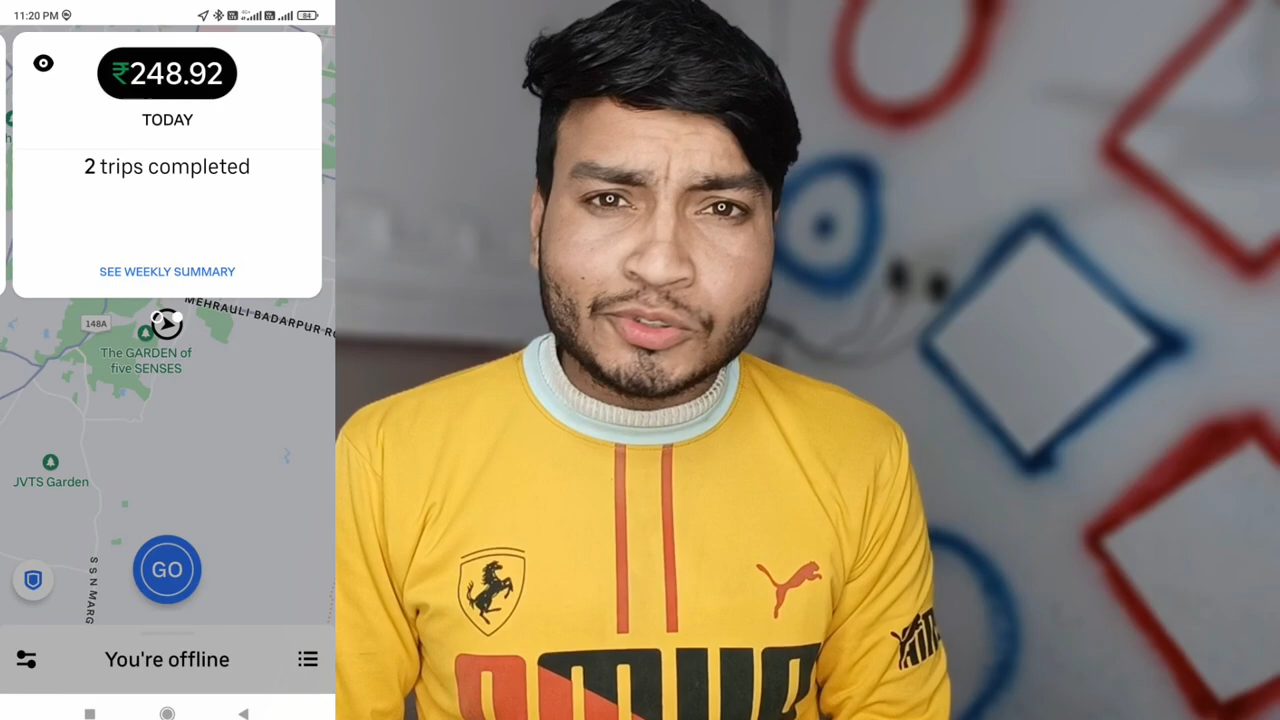 11:20 PM
84
₹248.92
TODAY
2 trips completed
SEE WEEKLY SUMMARY
MEHRAULI BADARPUR R
148A
The GARDEN of
five SENSES
JVTS Garden
S S N MARG
GO
You're offline